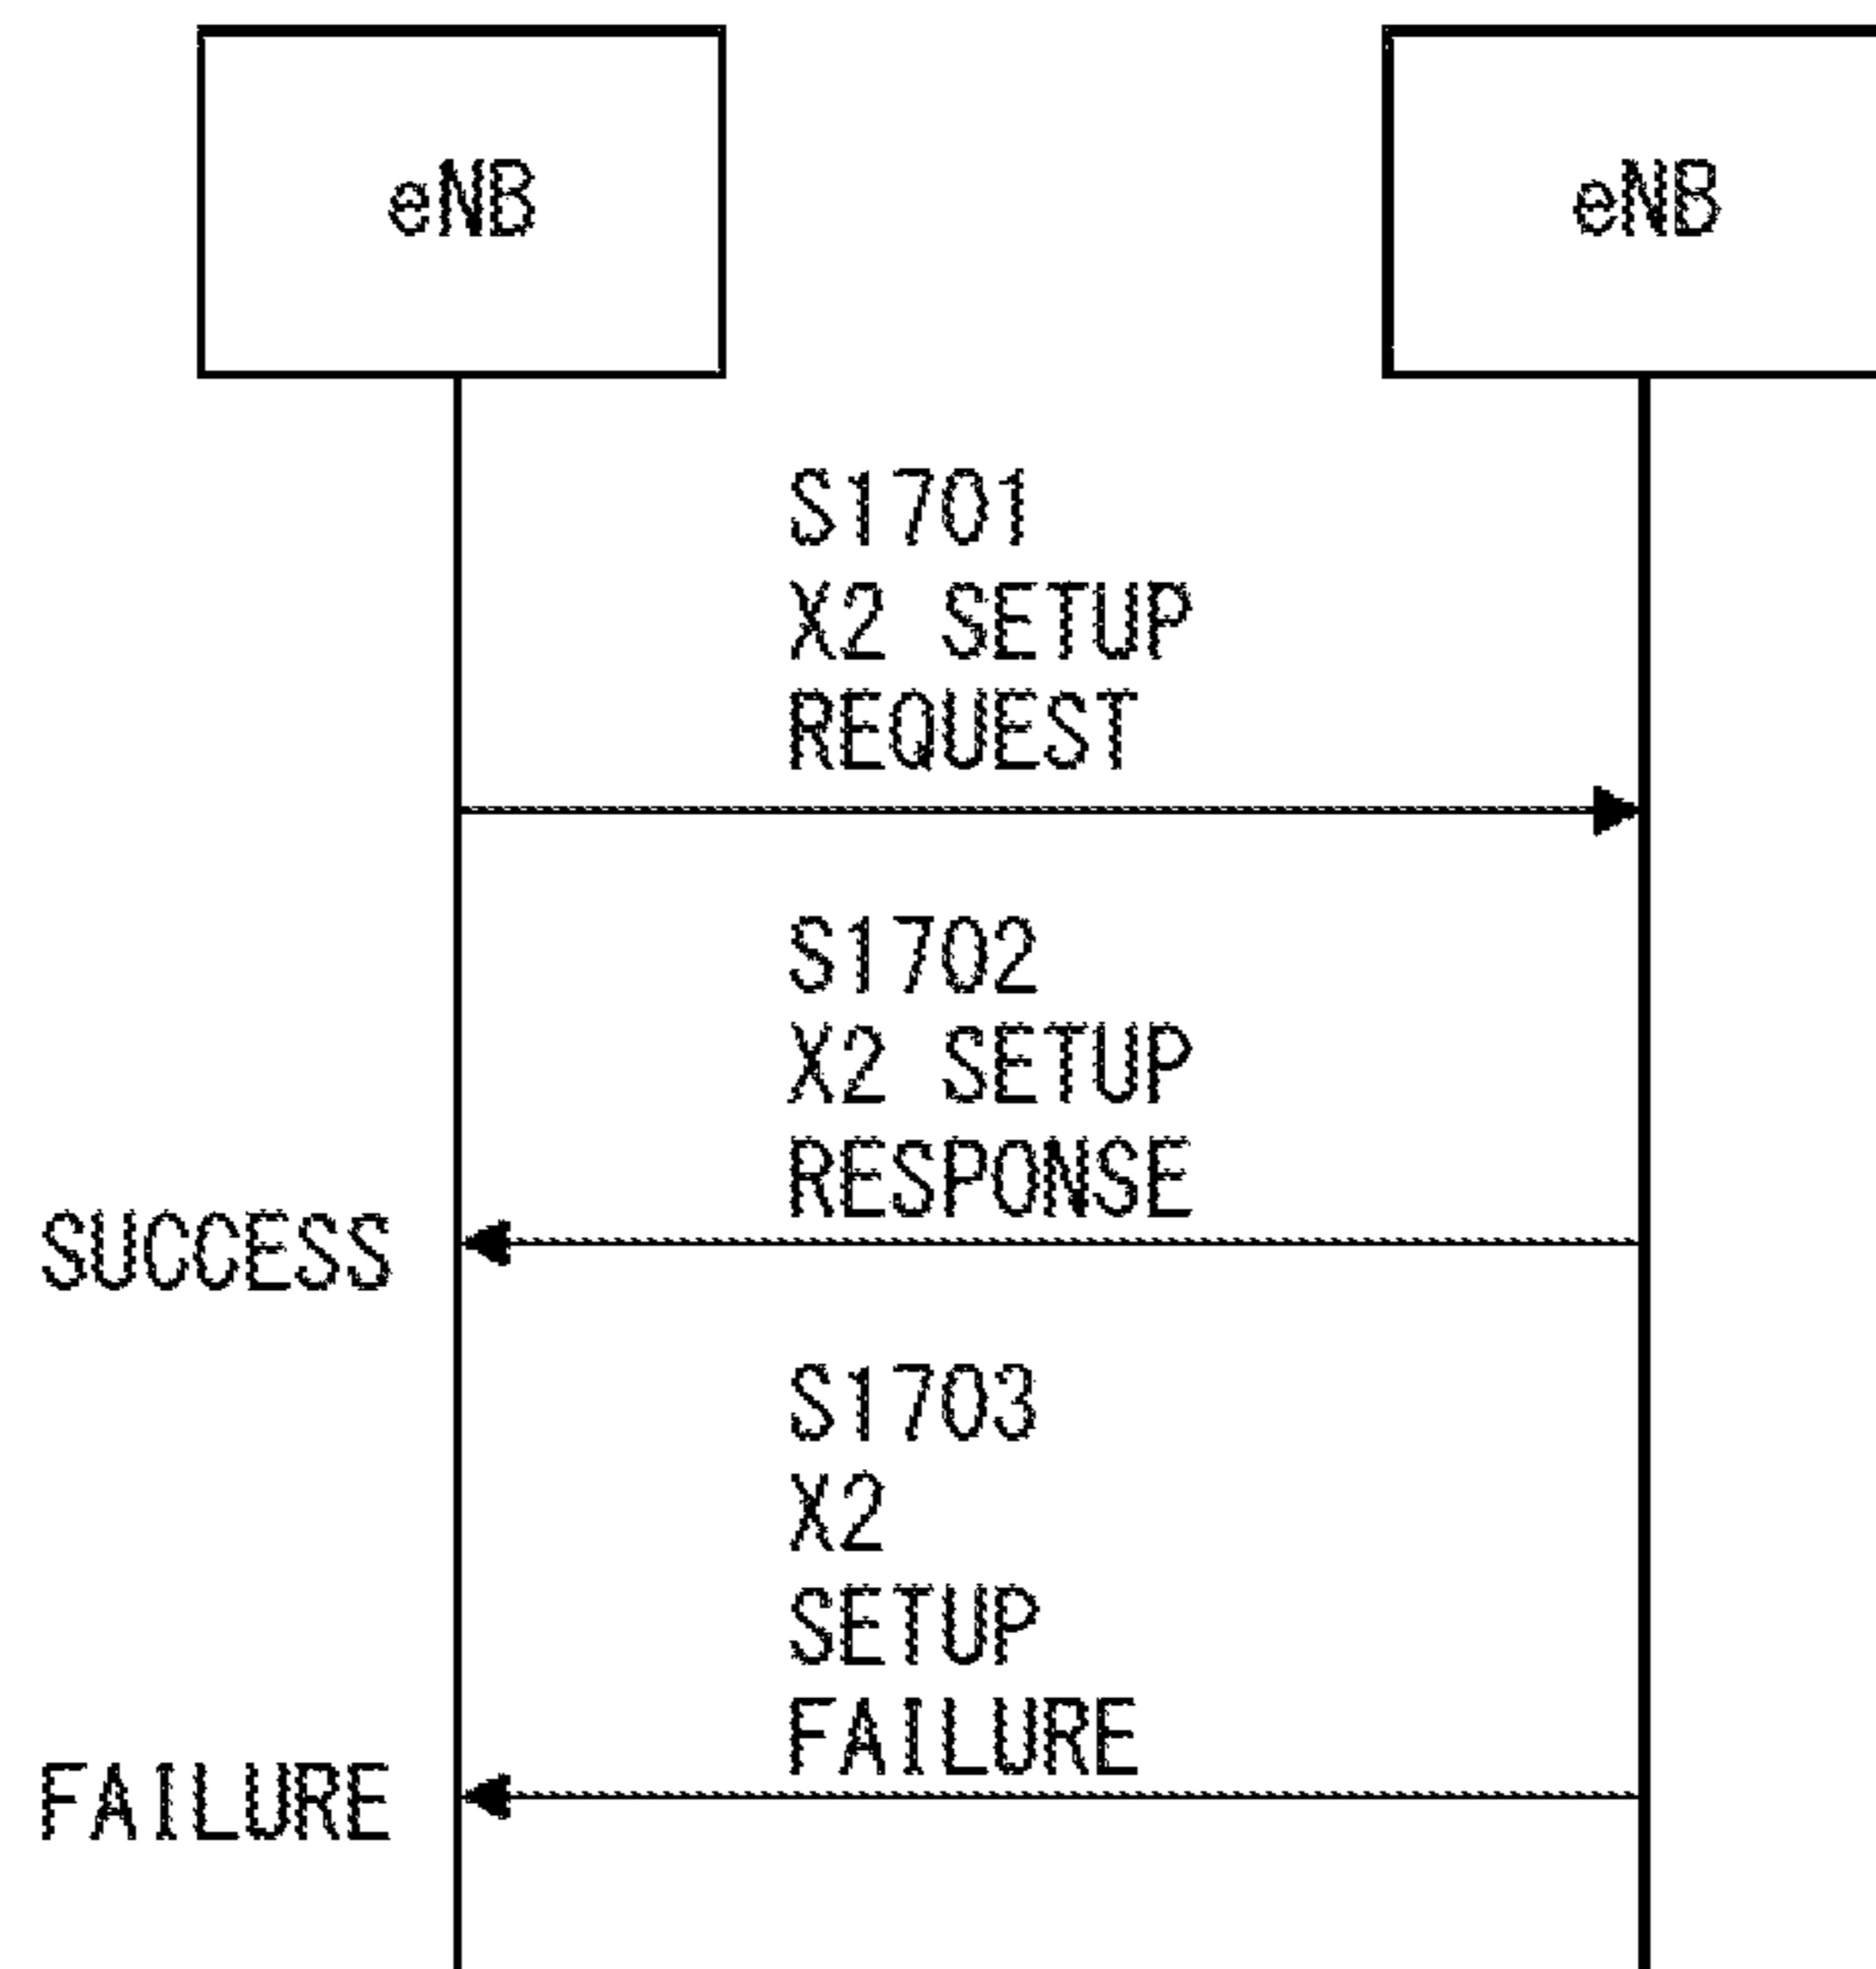 eNB
eNB
S1701
X2 SETUP
REQUEST
S1702
X2 SETUP
RESPONSE
SUCCESS
S1703
X2
SETUP
FAILURE
FAILURE